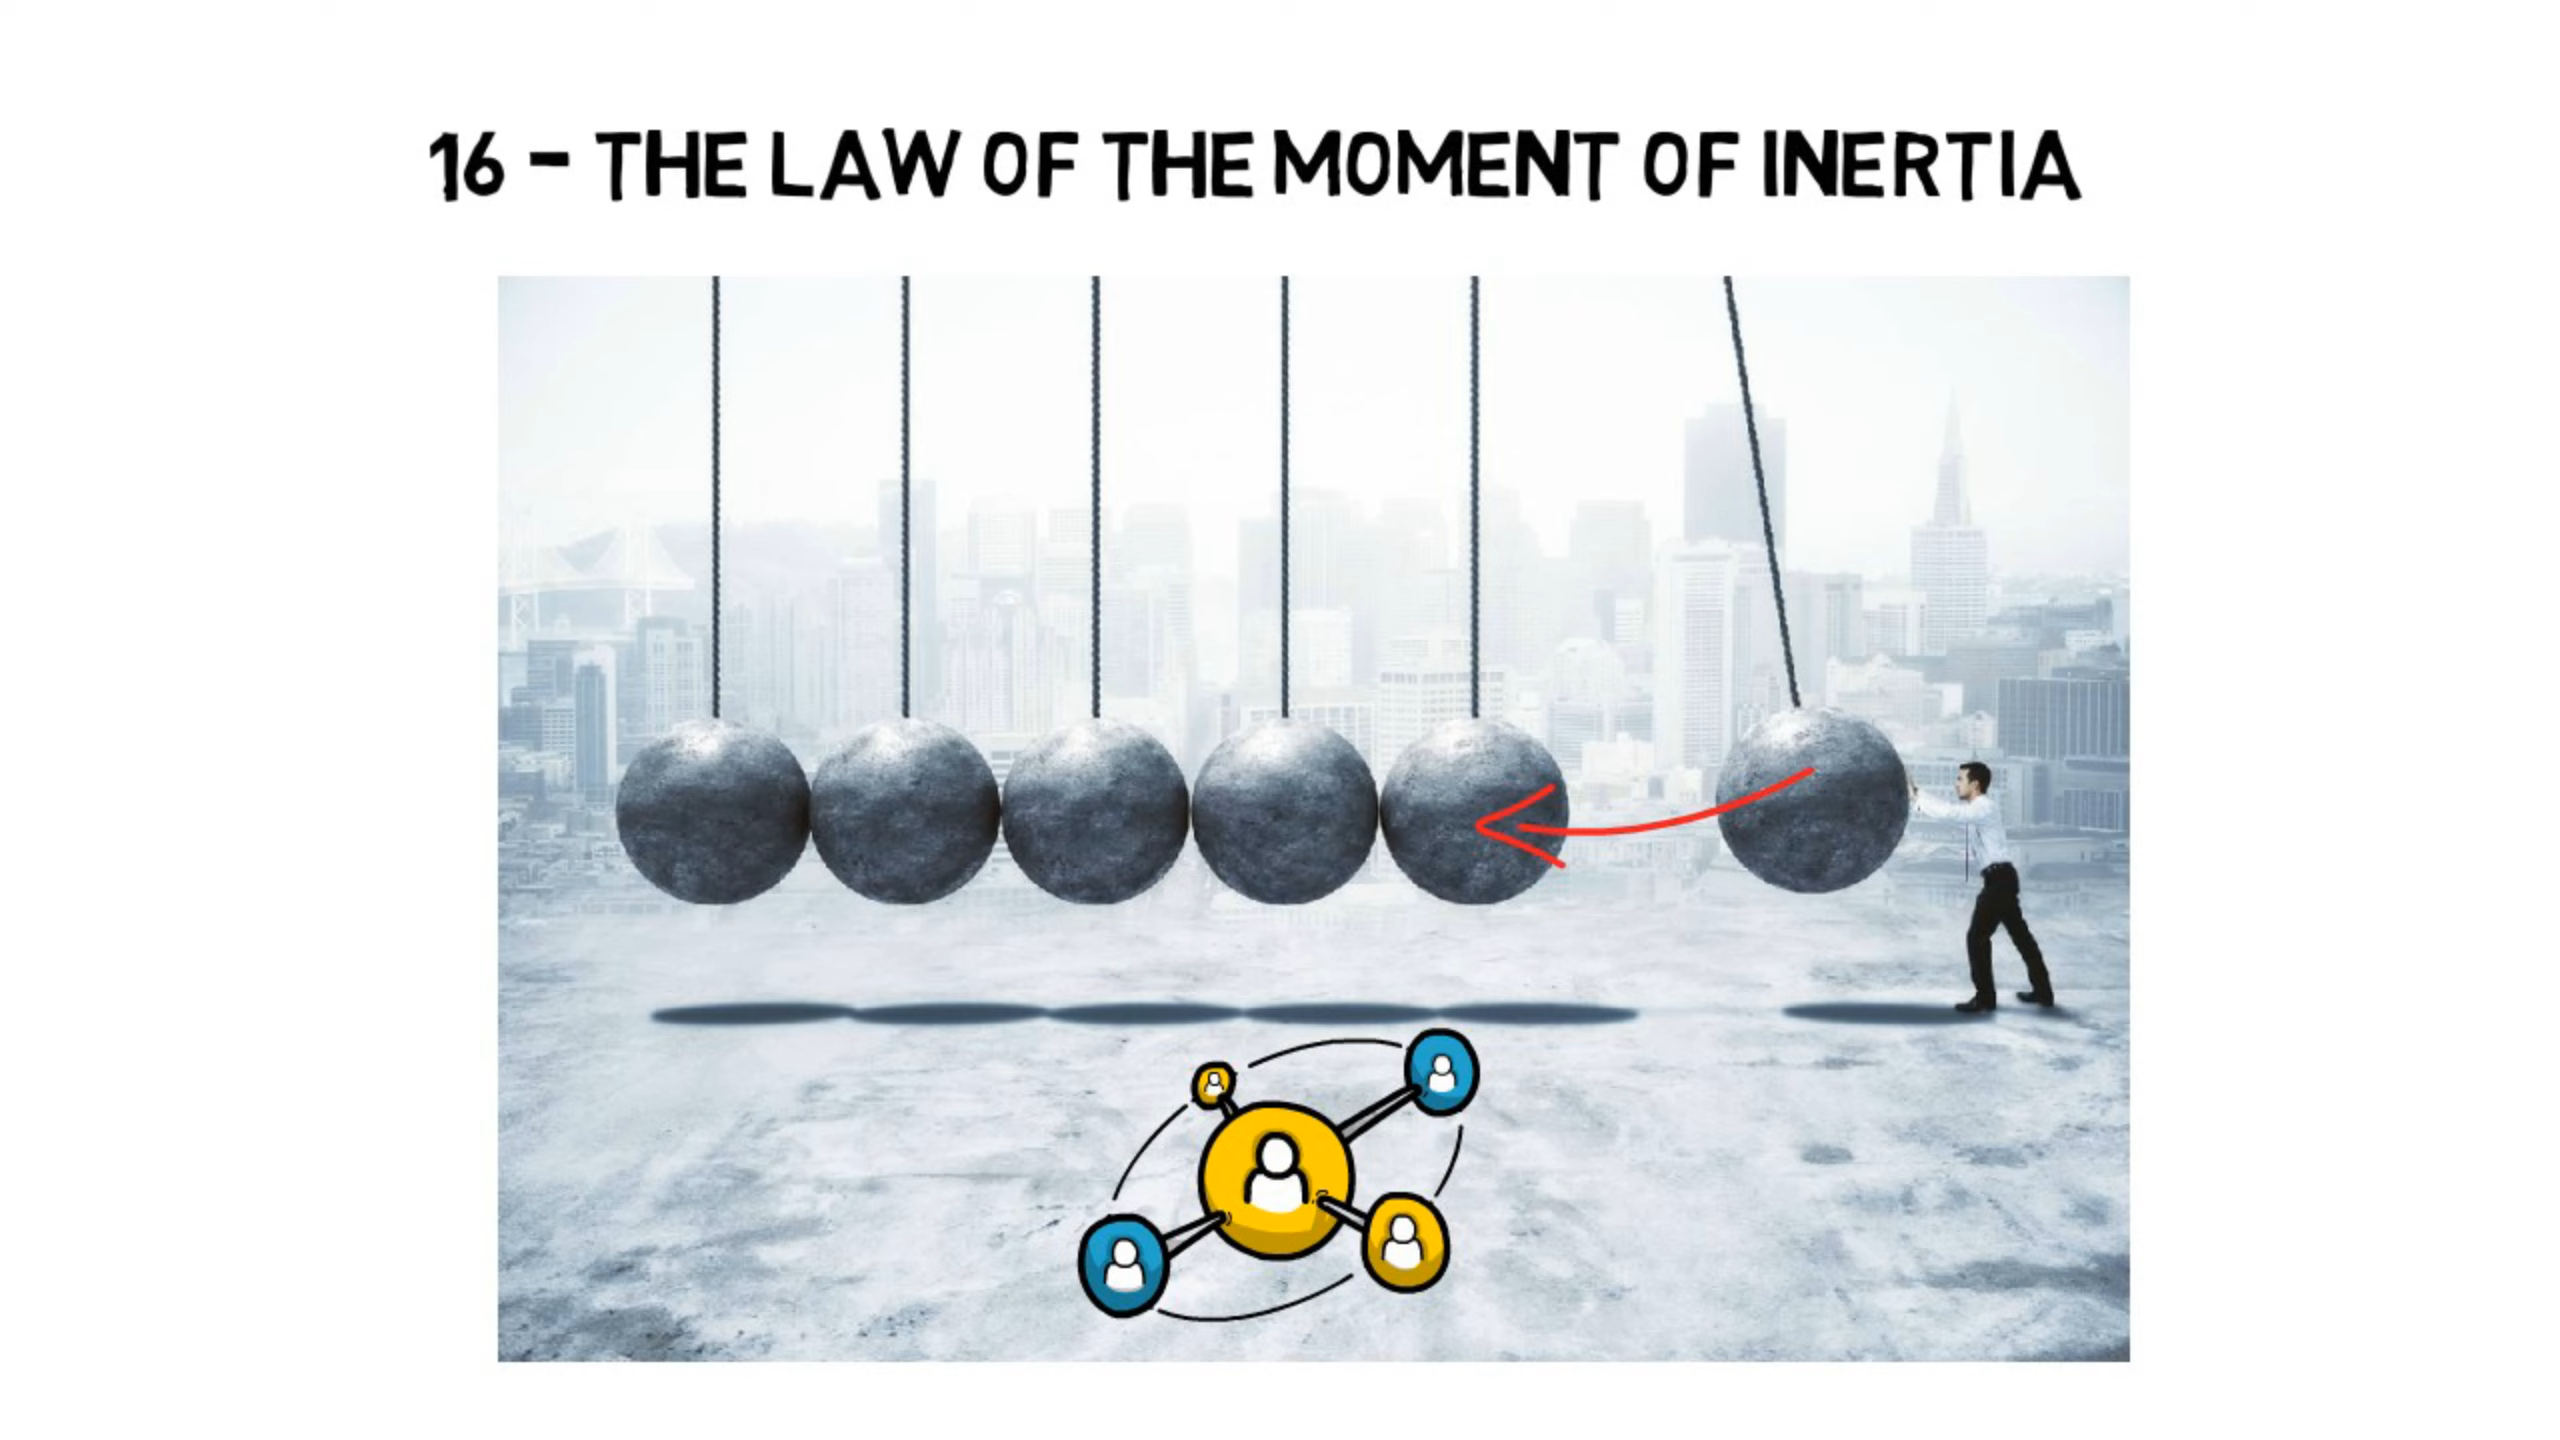 16 - THE LAW OF THE MOMENT OF INERTIA